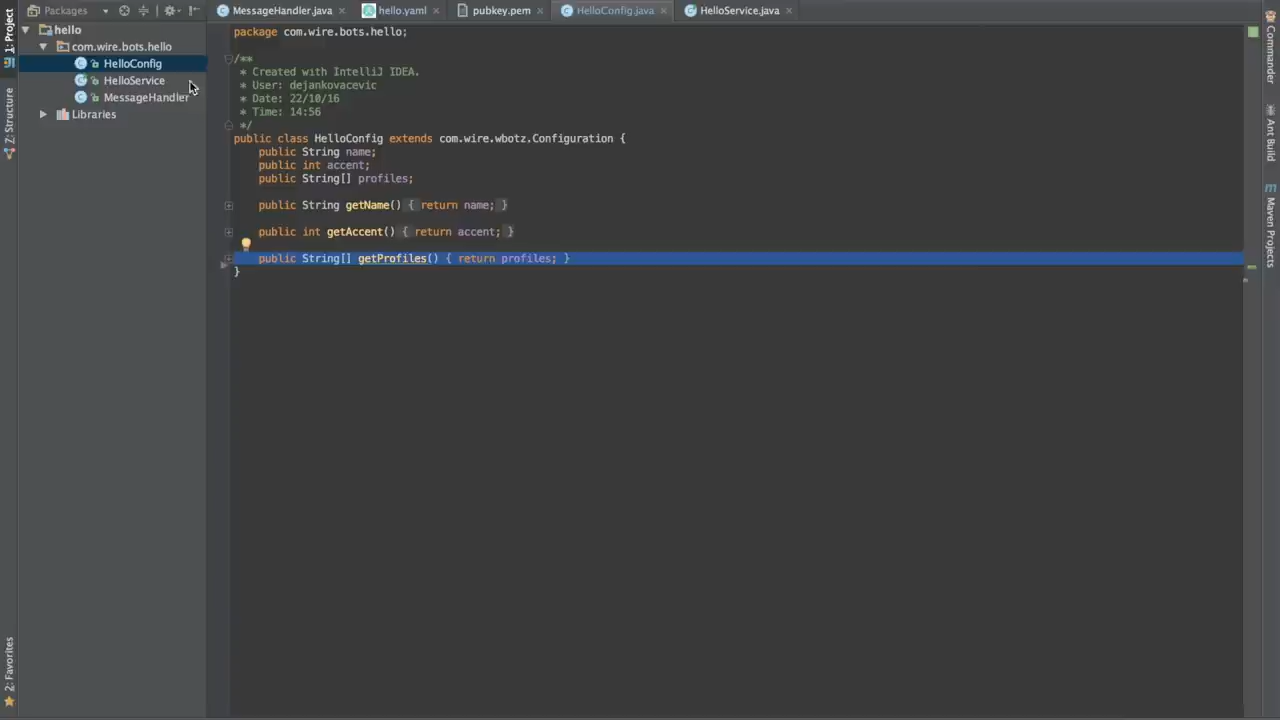 1: Project
Packages
MessageHandler.java
hello.yaml
pubkey.pem
HelloConfig.java
HelloService.java
hello
com.wire.bots.hello
HelloConfig
HelloService
MessageHandler
Libraries
Z: Structure
2: Favorites
package com.wire.bots.hello;
/**
* Created with IntelliJ IDEA.
* User: dejankovacevic
* Date: 22/10/16
* Time: 14:56
*/
public class HelloConfig extends com.wire.wbotz.Configuration {
public String name;
public int accent;
public String[] profiles;
public String getName() { return name; }
public int getAccent() { return accent; }
public String[] getProfiles() { return profiles; }
}
Commander
Ant Build
m
Maven Projects